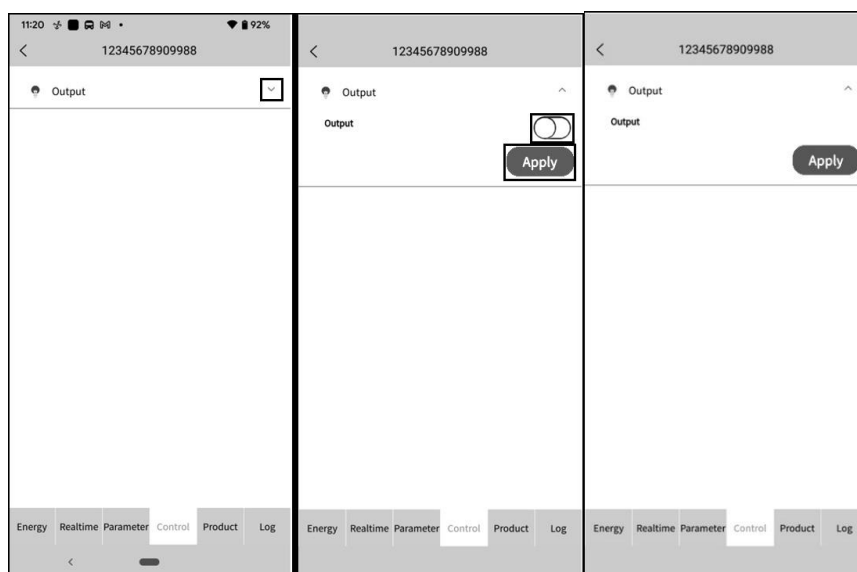 11:20 92%
12345678909988
Output
Energy Realtime Parameter Control Product Log
12345678909988
Output
Output
Apply
Energy Realtime Parameter Control Product Log
12345678909988
Output
Output
Apply
Energy Realtime Parameter Control Product Log